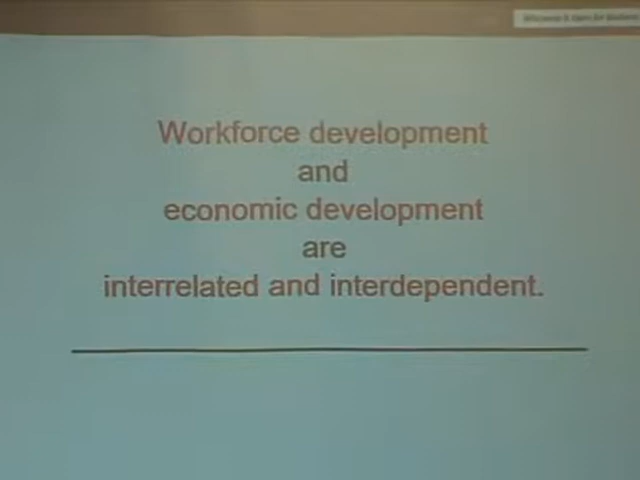 Workforce development
and
economic development
are
interrelated and interdependent.